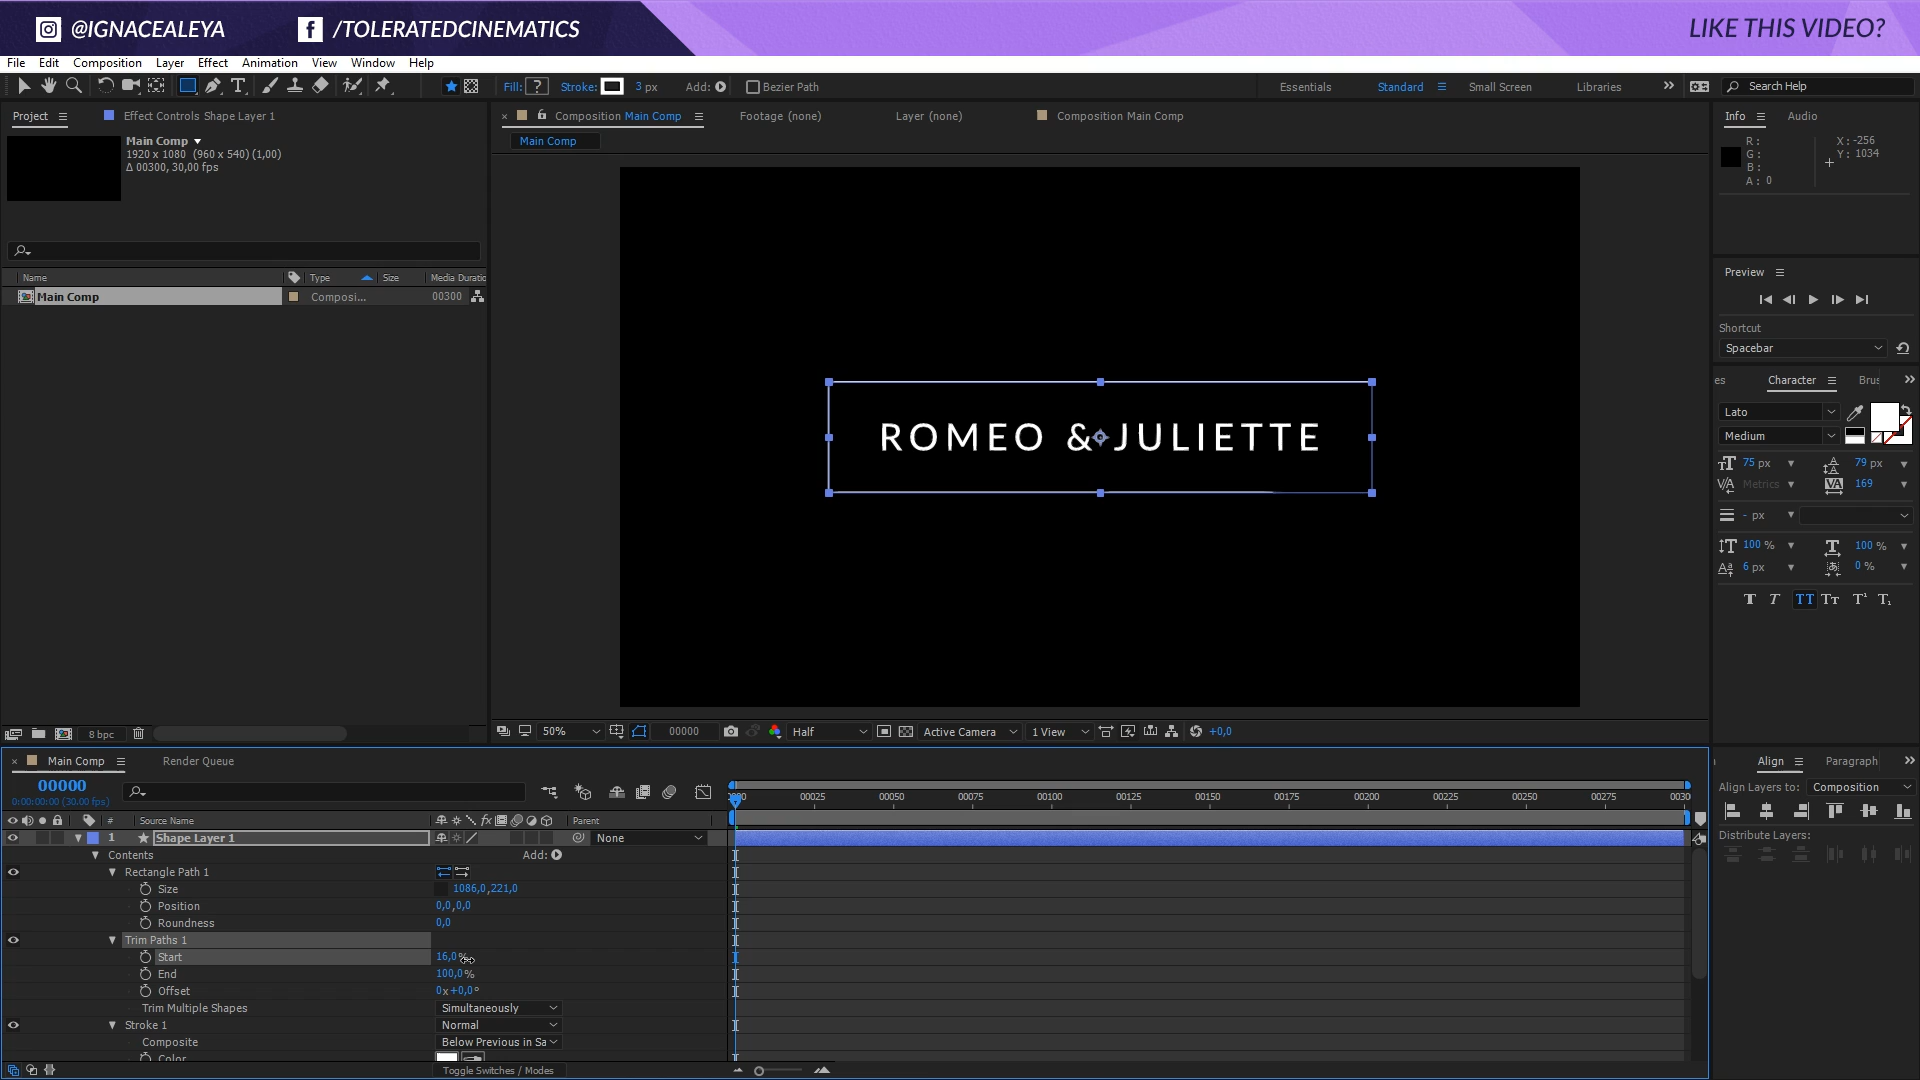 @IGNACEALEYA
/TOLERATEDCINEMATICS
LIKE THIS VIDEO?
File Edit Composition Layer Effect Animation View Window Help
Fill: ? Stroke: 3 px Add: Bezier Path
Essentials Standard Small Screen Libraries Search Help
Project Effect Controls Shape Layer 1
Main Comp
1920 x 1080 (960 x 540) (1,00)
Δ 00300, 30,00 fps
Name Type Size Media Duratio
Main Comp Composi... 00300
8 bpc
Composition Main Comp Footage (none) Layer (none) Composition Main Comp
Main Comp
ROMEO & JULIETTE
50% 00000 Half Active Camera 1 View +0,0
Info Audio
R: X: -256
G: Y: 1034
B:
A: 0
Preview
Shortcut
Spacebar
es Character Brus
Lato
Medium
75 px 79 px
Metrics 169
- px
100 % 100 %
6 px 0 %
Main Comp Render Queue
00000
0:00:00:00 (30.00 fps)
00025 00050 00075 00100 00125 00150 00175 00200 00225 00250 00275 0030
# Source Name Parent
1 Shape Layer 1 None
Contents Add:
Rectangle Path 1
Size 1086,0,221,0
Position 0,0,0,0
Roundness 0,0
Trim Paths 1
Start 16,0%
End 100,0%
Offset 0x+0,0°
Trim Multiple Shapes Simultaneously
Stroke 1 Normal
Composite Below Previous in Sa
Color
Toggle Switches / Modes
Align Paragraph
Align Layers to: Composition
Distribute Layers: